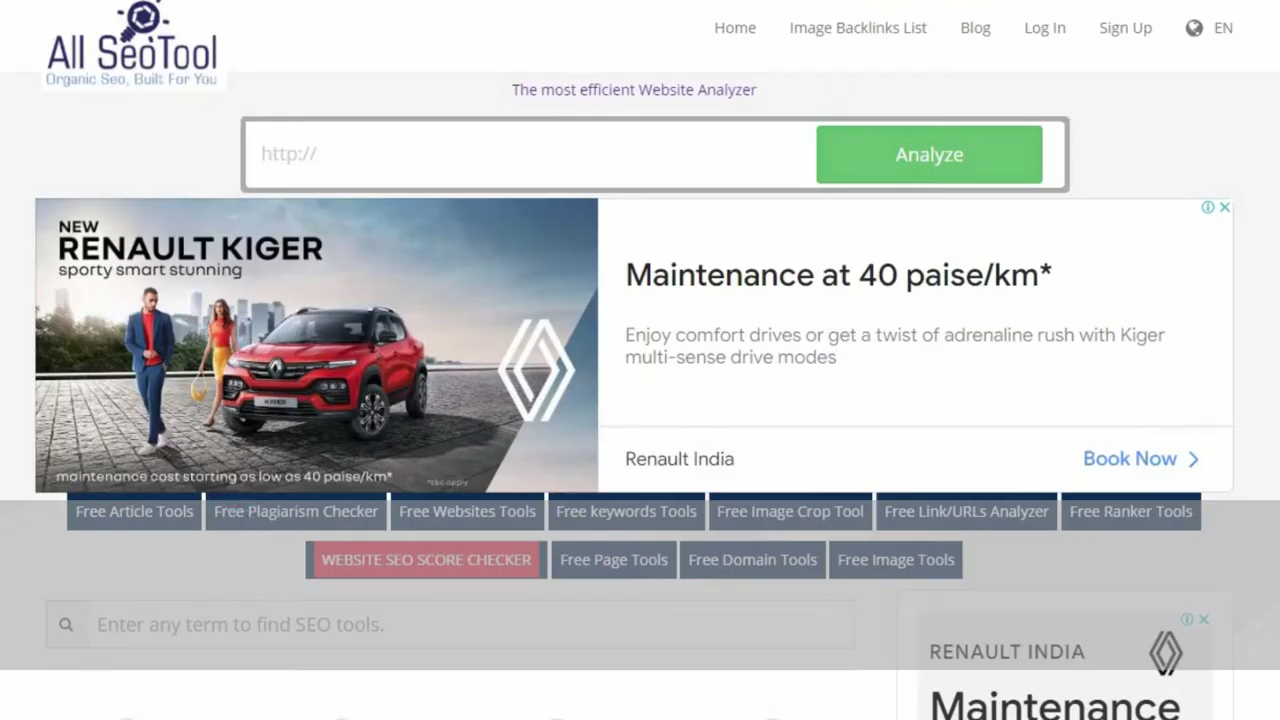 All SeoTool
Organic Seo, Built For You
Home
Image Backlinks List
Blog
Log In
Sign Up
EN
The most efficient Website Analyzer
http://
Analyze
NEW
RENAULT KIGER
sporty smart stunning
KIGER
maintenance cost starting as low as 40 paise/km*
*t&c apply
Maintenance at 40 paise/km*
Enjoy comfort drives or get a twist of adrenaline rush with Kiger
multi-sense drive modes
Renault India
Book Now
Free Article Tools
Free Plagiarism Checker
Free Websites Tools
Free keywords Tools
Free Image Crop Tool
Free Link/URLs Analyzer
Free Ranker Tools
WEBSITE SEO SCORE CHECKER
Free Page Tools
Free Domain Tools
Free Image Tools
Enter any term to find SEO tools.
RENAULT INDIA
Maintenance